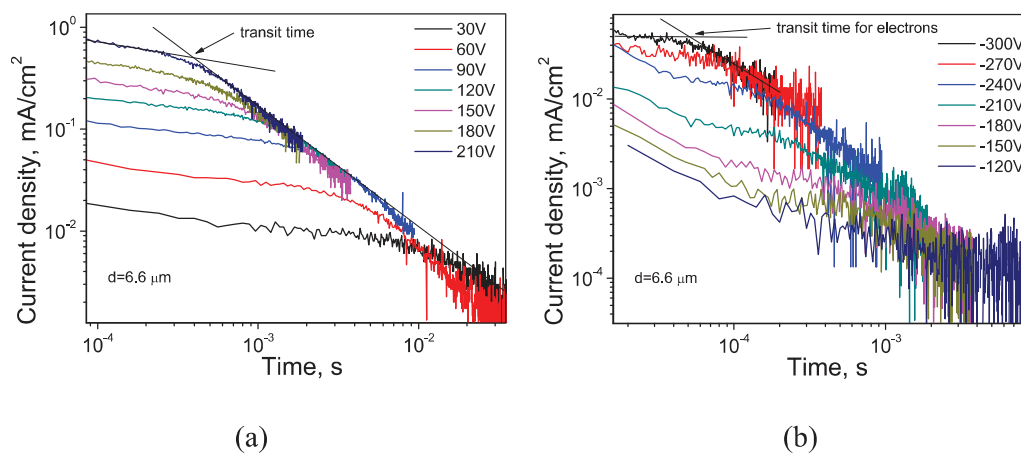 transit time
30V
60V
90V
120V
150V
180V
210V
10^0
10^-1
10^-2
Current density, mA/cm^2
d=6.6 μm
10^-4
10^-3
10^-2
Time, s
(a)
transit time for electrons
-300V
-270V
-240V
-210V
-180V
-150V
-120V
10^-2
10^-3
10^-4
Current density, mA/cm^2
d=6.6 μm
10^-4
10^-3
Time, s
(b)